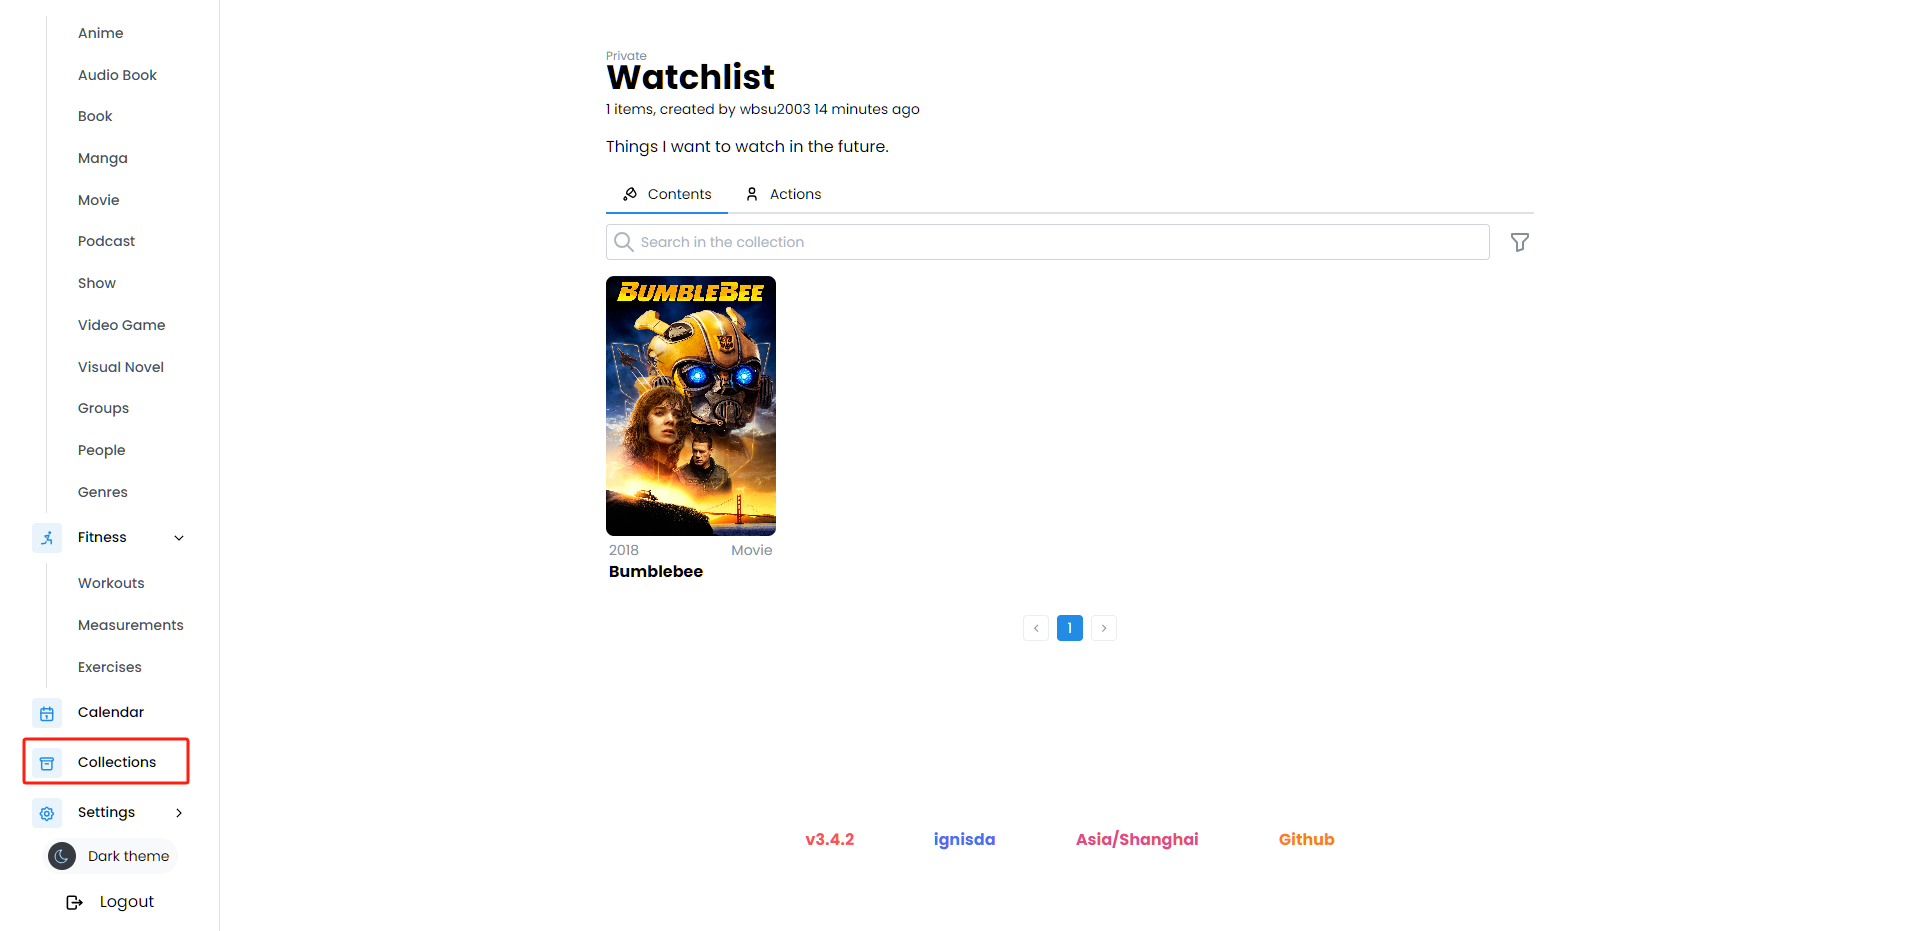 Anime
Audio Book
Book
Manga
Movie
Podcast
Show
Video Game
Visual Novel
Groups
People
Genres
Fitness
Workouts
Measurements
Exercises
Calendar
Collections
Settings
Dark theme
Logout
Private
Watchlist
1 items, created by wbsu2003 14 minutes ago
Things I want to watch in the future.
Contents Actions
Search in the collection
BUMBLEBEE
2018 Movie
Bumblebee
1
v3.4.2 ignisda Asia/Shanghai Github